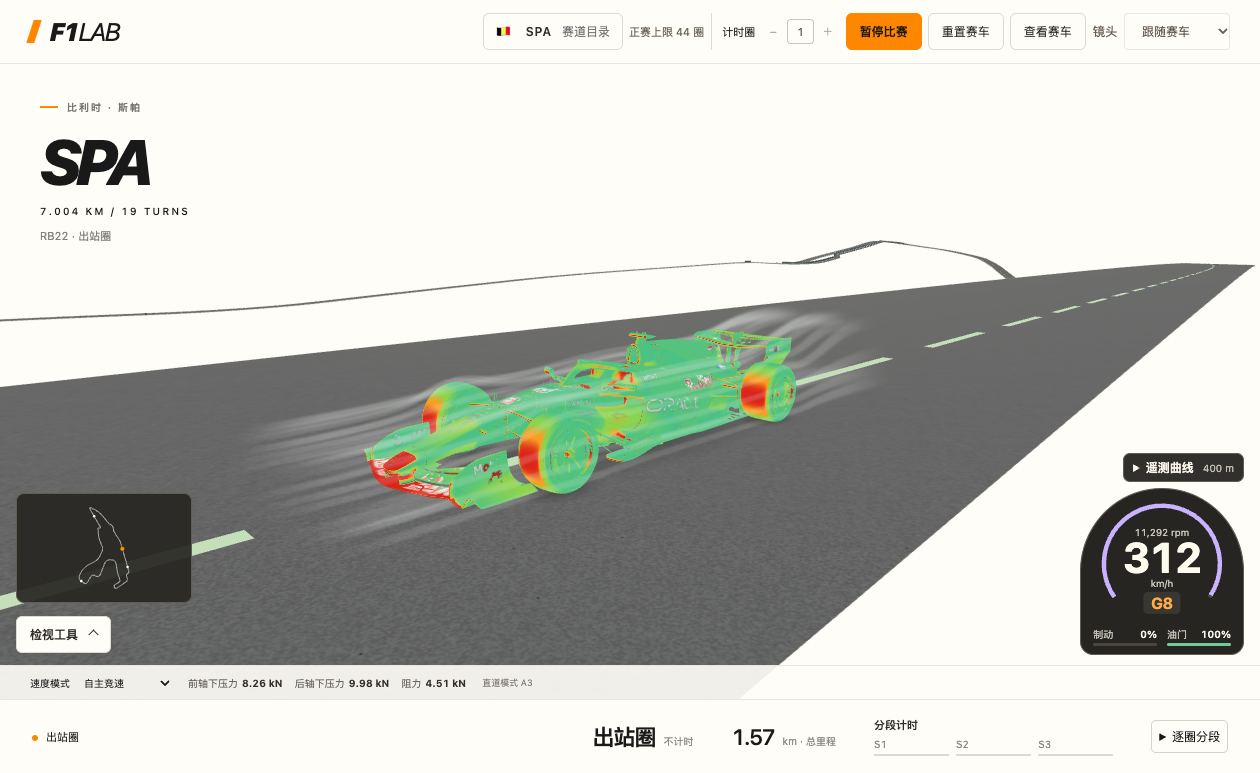 F1LAB
SPA 赛道目录
正赛上限 44 圈
计时圈 − 1 +
暂停比赛
重置赛车
查看赛车
镜头
跟随赛车
比利时 · 斯帕
SPA
7.004 KM / 19 TURNS
RB22 · 出站圈
ORACLE
遥测曲线 400 m
11,292 rpm
312
km/h
G8
制动 0% 油门 100%
检视工具
速度模式 自主竞速 前轴下压力 8.26 kN 后轴下压力 9.98 kN 阻力 4.51 kN 直道模式 A3
出站圈
出站圈 不计时
1.57 km · 总里程
分段计时
S1 S2 S3
逐圈分段